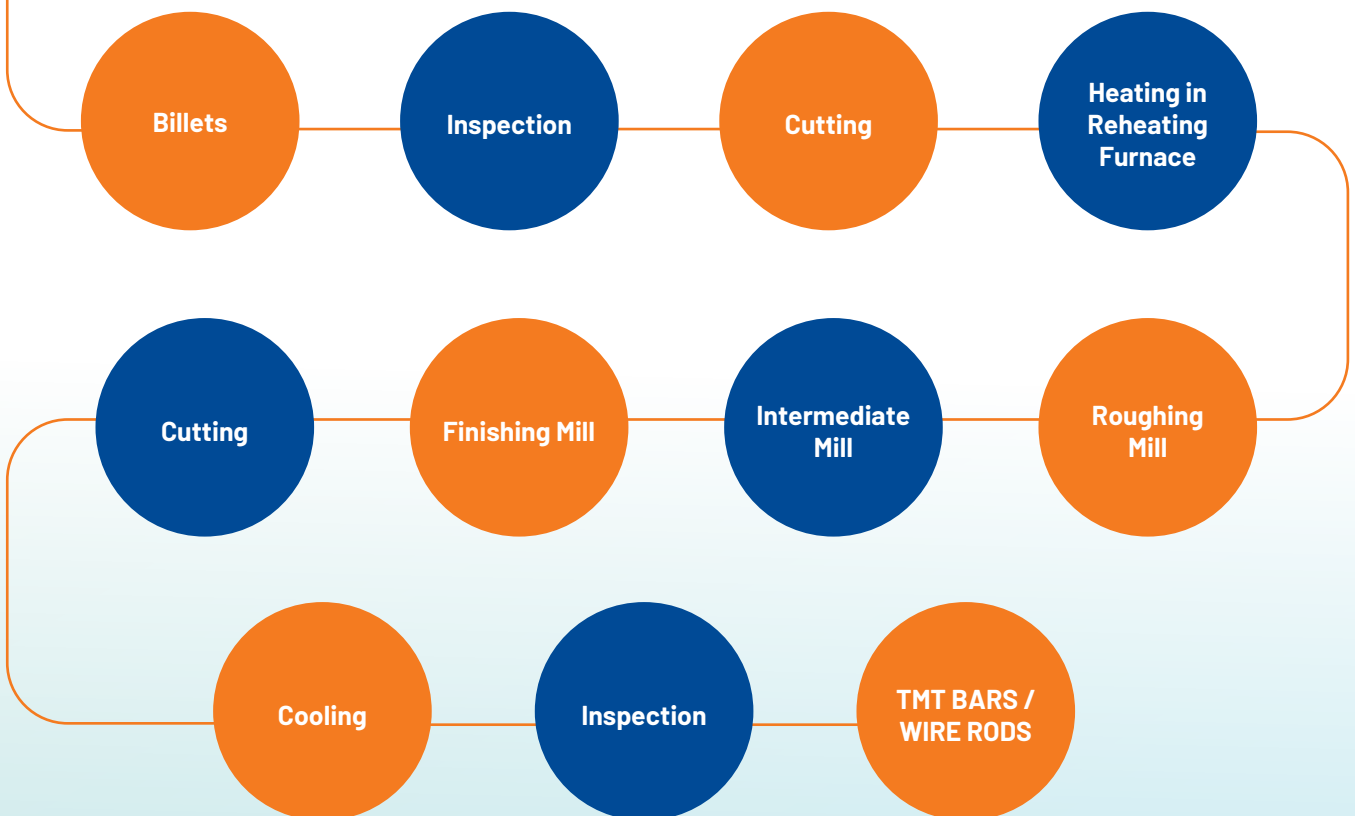 Billets
Inspection
Cutting
Heating in
Reheating
Furnace
Roughing
Mill
Intermediate
Mill
Finishing Mill
Cutting
Cooling
Inspection
TMT BARS /
WIRE RODS